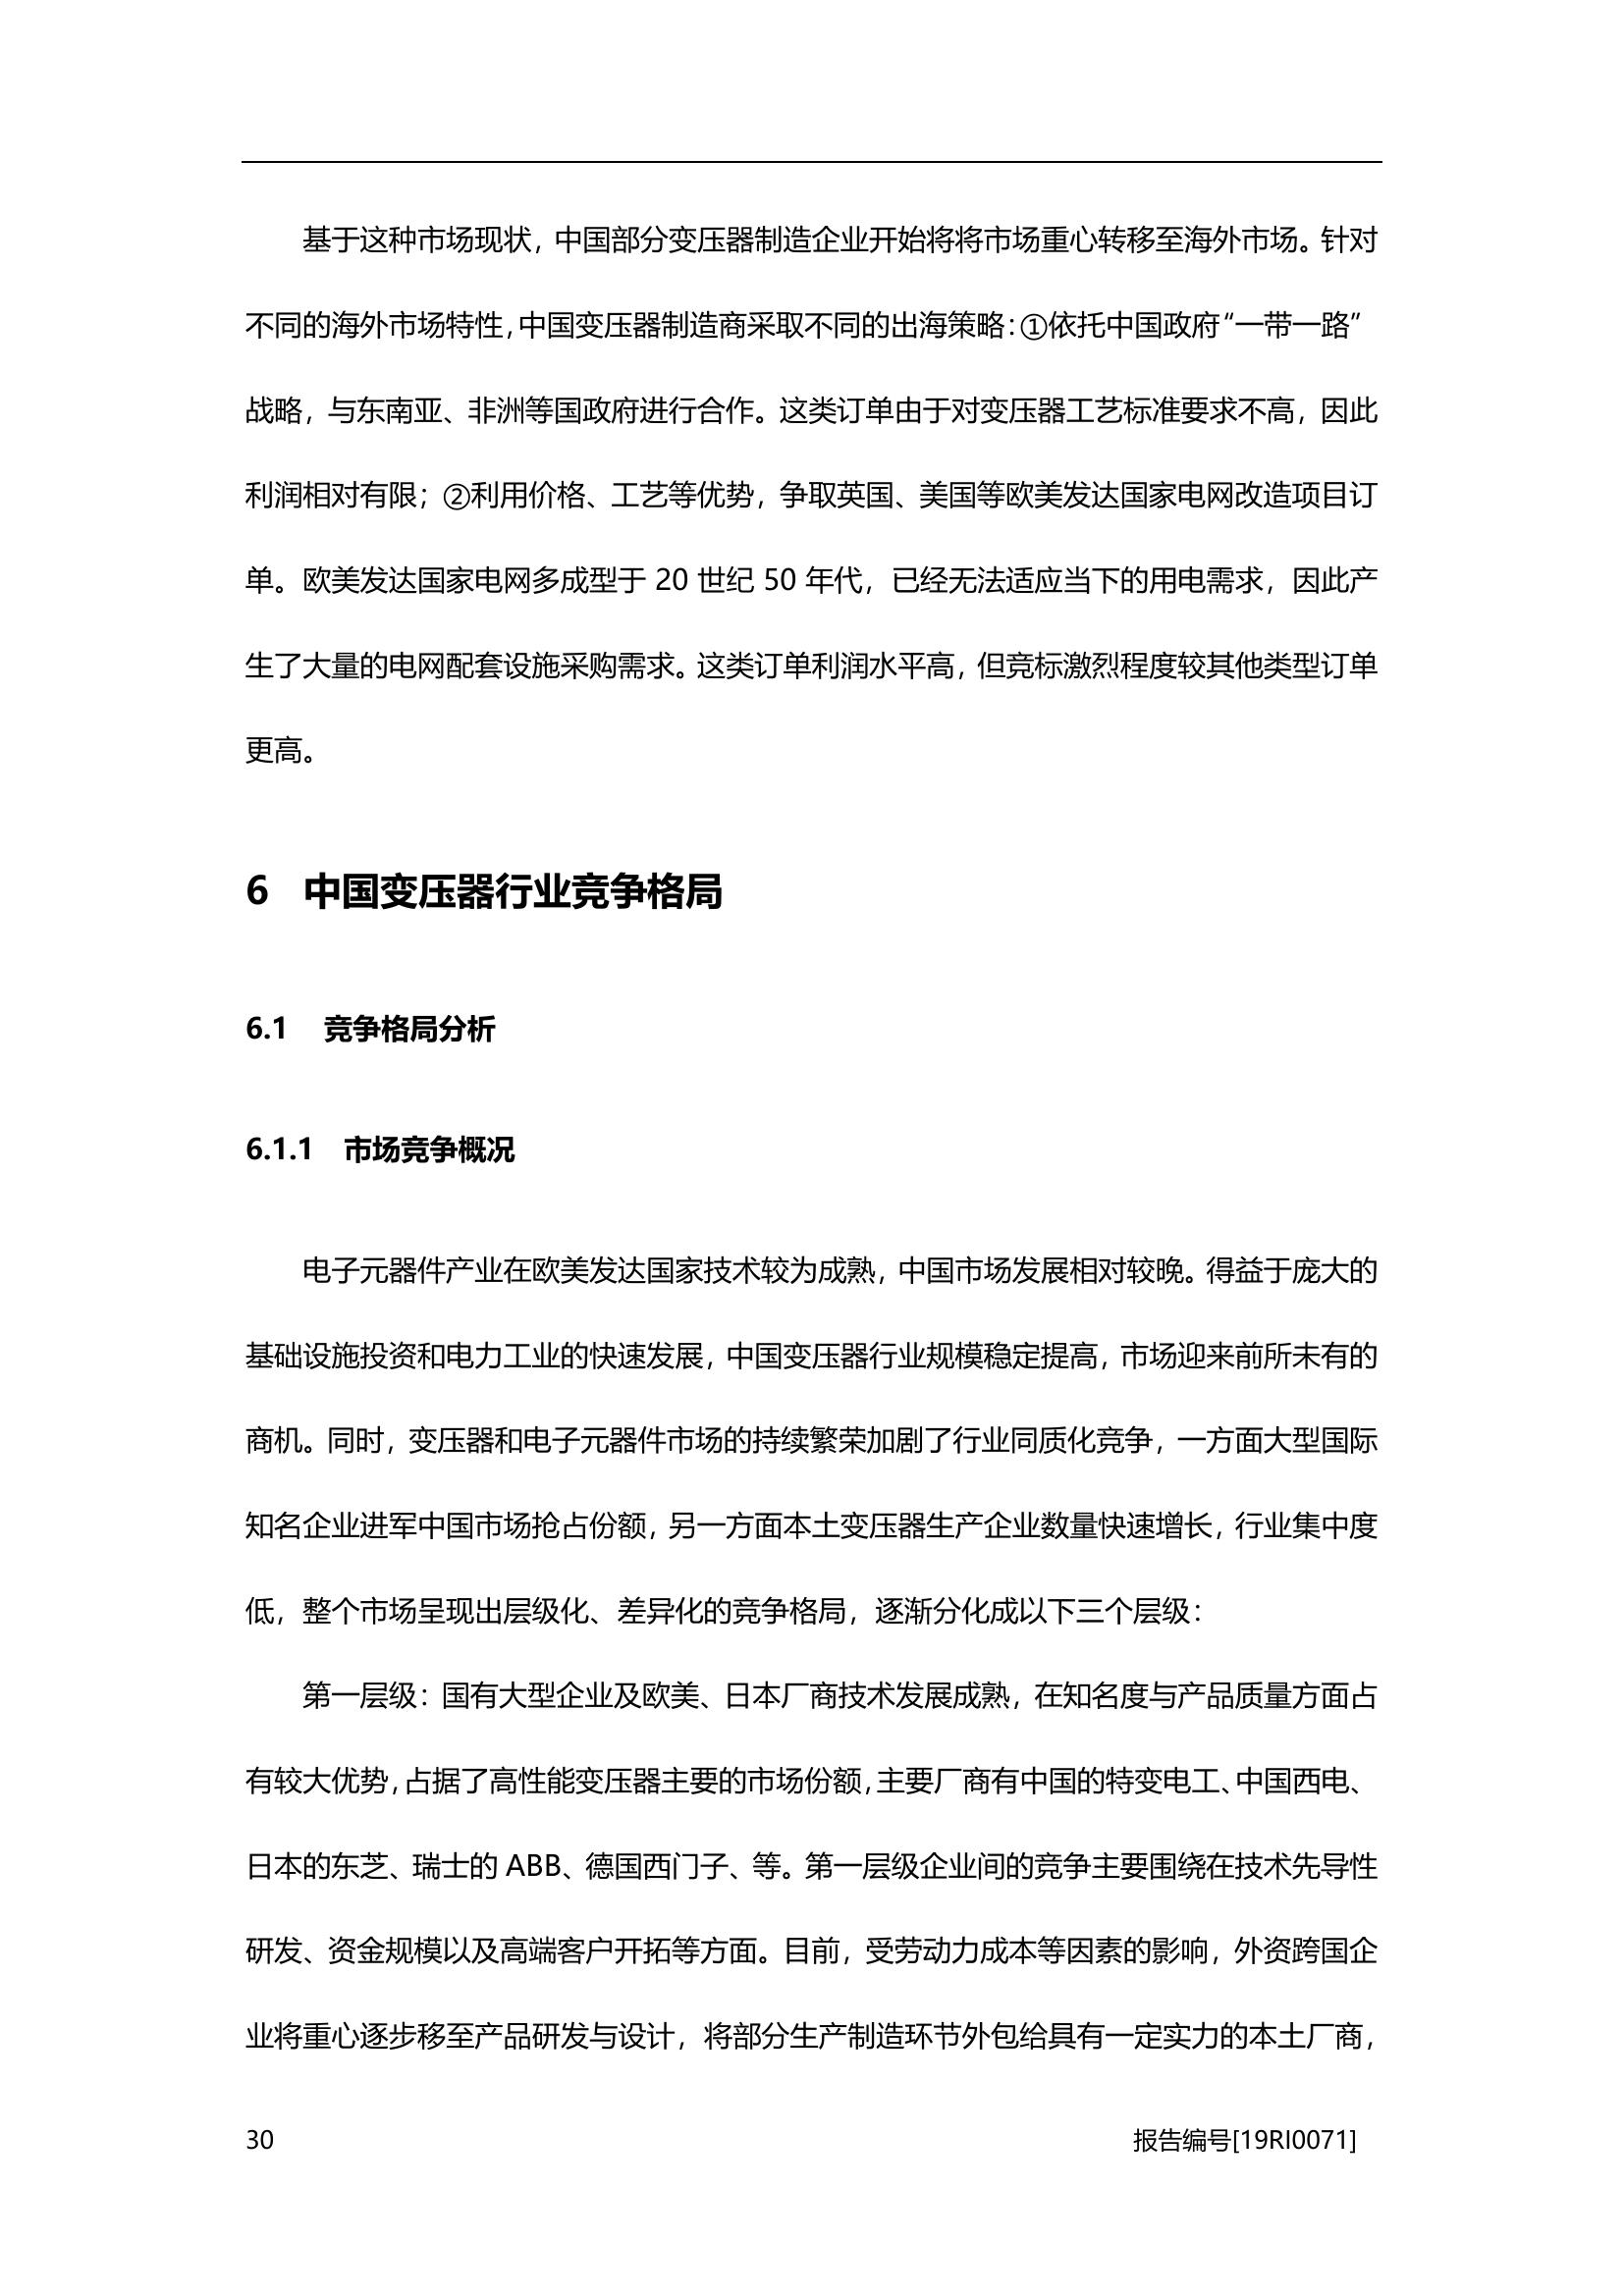 基于这种市场现状，中国部分变压器制造企业开始将将市场重心转移至海外市场。针对
不同的海外市场特性，中国变压器制造商采取不同的出海策略：①依托中国政府“一带一路”
战略，与东南亚、非洲等国政府进行合作。这类订单由于对变压器工艺标准要求不高，因此
利润相对有限；②利用价格、工艺等优势，争取英国、美国等欧美发达国家电网改造项目订
单。欧美发达国家电网多成型于 20 世纪 50 年代，已经无法适应当下的用电需求，因此产
生了大量的电网配套设施采购需求。这类订单利润水平高，但竞标激烈程度较其他类型订单
更高。
6 中国变压器行业竞争格局
6.1 竞争格局分析
6.1.1 市场竞争概况
电子元器件产业在欧美发达国家技术较为成熟，中国市场发展相对较晚。得益于庞大的
基础设施投资和电力工业的快速发展，中国变压器行业规模稳定提高，市场迎来前所未有的
商机。同时，变压器和电子元器件市场的持续繁荣加剧了行业同质化竞争，一方面大型国际
知名企业进军中国市场抢占份额，另一方面本土变压器生产企业数量快速增长，行业集中度
低，整个市场呈现出层级化、差异化的竞争格局，逐渐分化成以下三个层级：
第一层级：国有大型企业及欧美、日本厂商技术发展成熟，在知名度与产品质量方面占
有较大优势，占据了高性能变压器主要的市场份额，主要厂商有中国的特变电工、中国西电、
日本的东芝、瑞士的 ABB、德国西门子、等。第一层级企业间的竞争主要围绕在技术先导性
研发、资金规模以及高端客户开拓等方面。目前，受劳动力成本等因素的影响，外资跨国企
业将重心逐步移至产品研发与设计，将部分生产制造环节外包给具有一定实力的本土厂商，
30 报告编号[19RI0071]